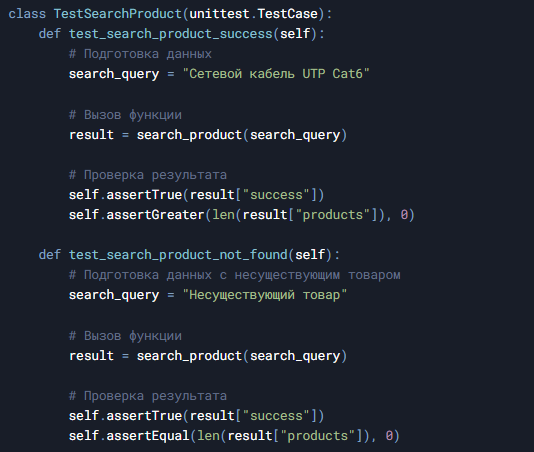 class TestSearchProduct(unittest.TestCase):
    def test_search_product_success(self):
        # Подготовка данных
        search_query = "Сетевой кабель UTP Cat6"

        # Вызов функции
        result = search_product(search_query)

        # Проверка результата
        self.assertTrue(result["success"])
        self.assertGreater(len(result["products"]), 0)

    def test_search_product_not_found(self):
        # Подготовка данных с несуществующим товаром
        search_query = "Несуществующий товар"

        # Вызов функции
        result = search_product(search_query)

        # Проверка результата
        self.assertTrue(result["success"])
        self.assertEqual(len(result["products"]), 0)